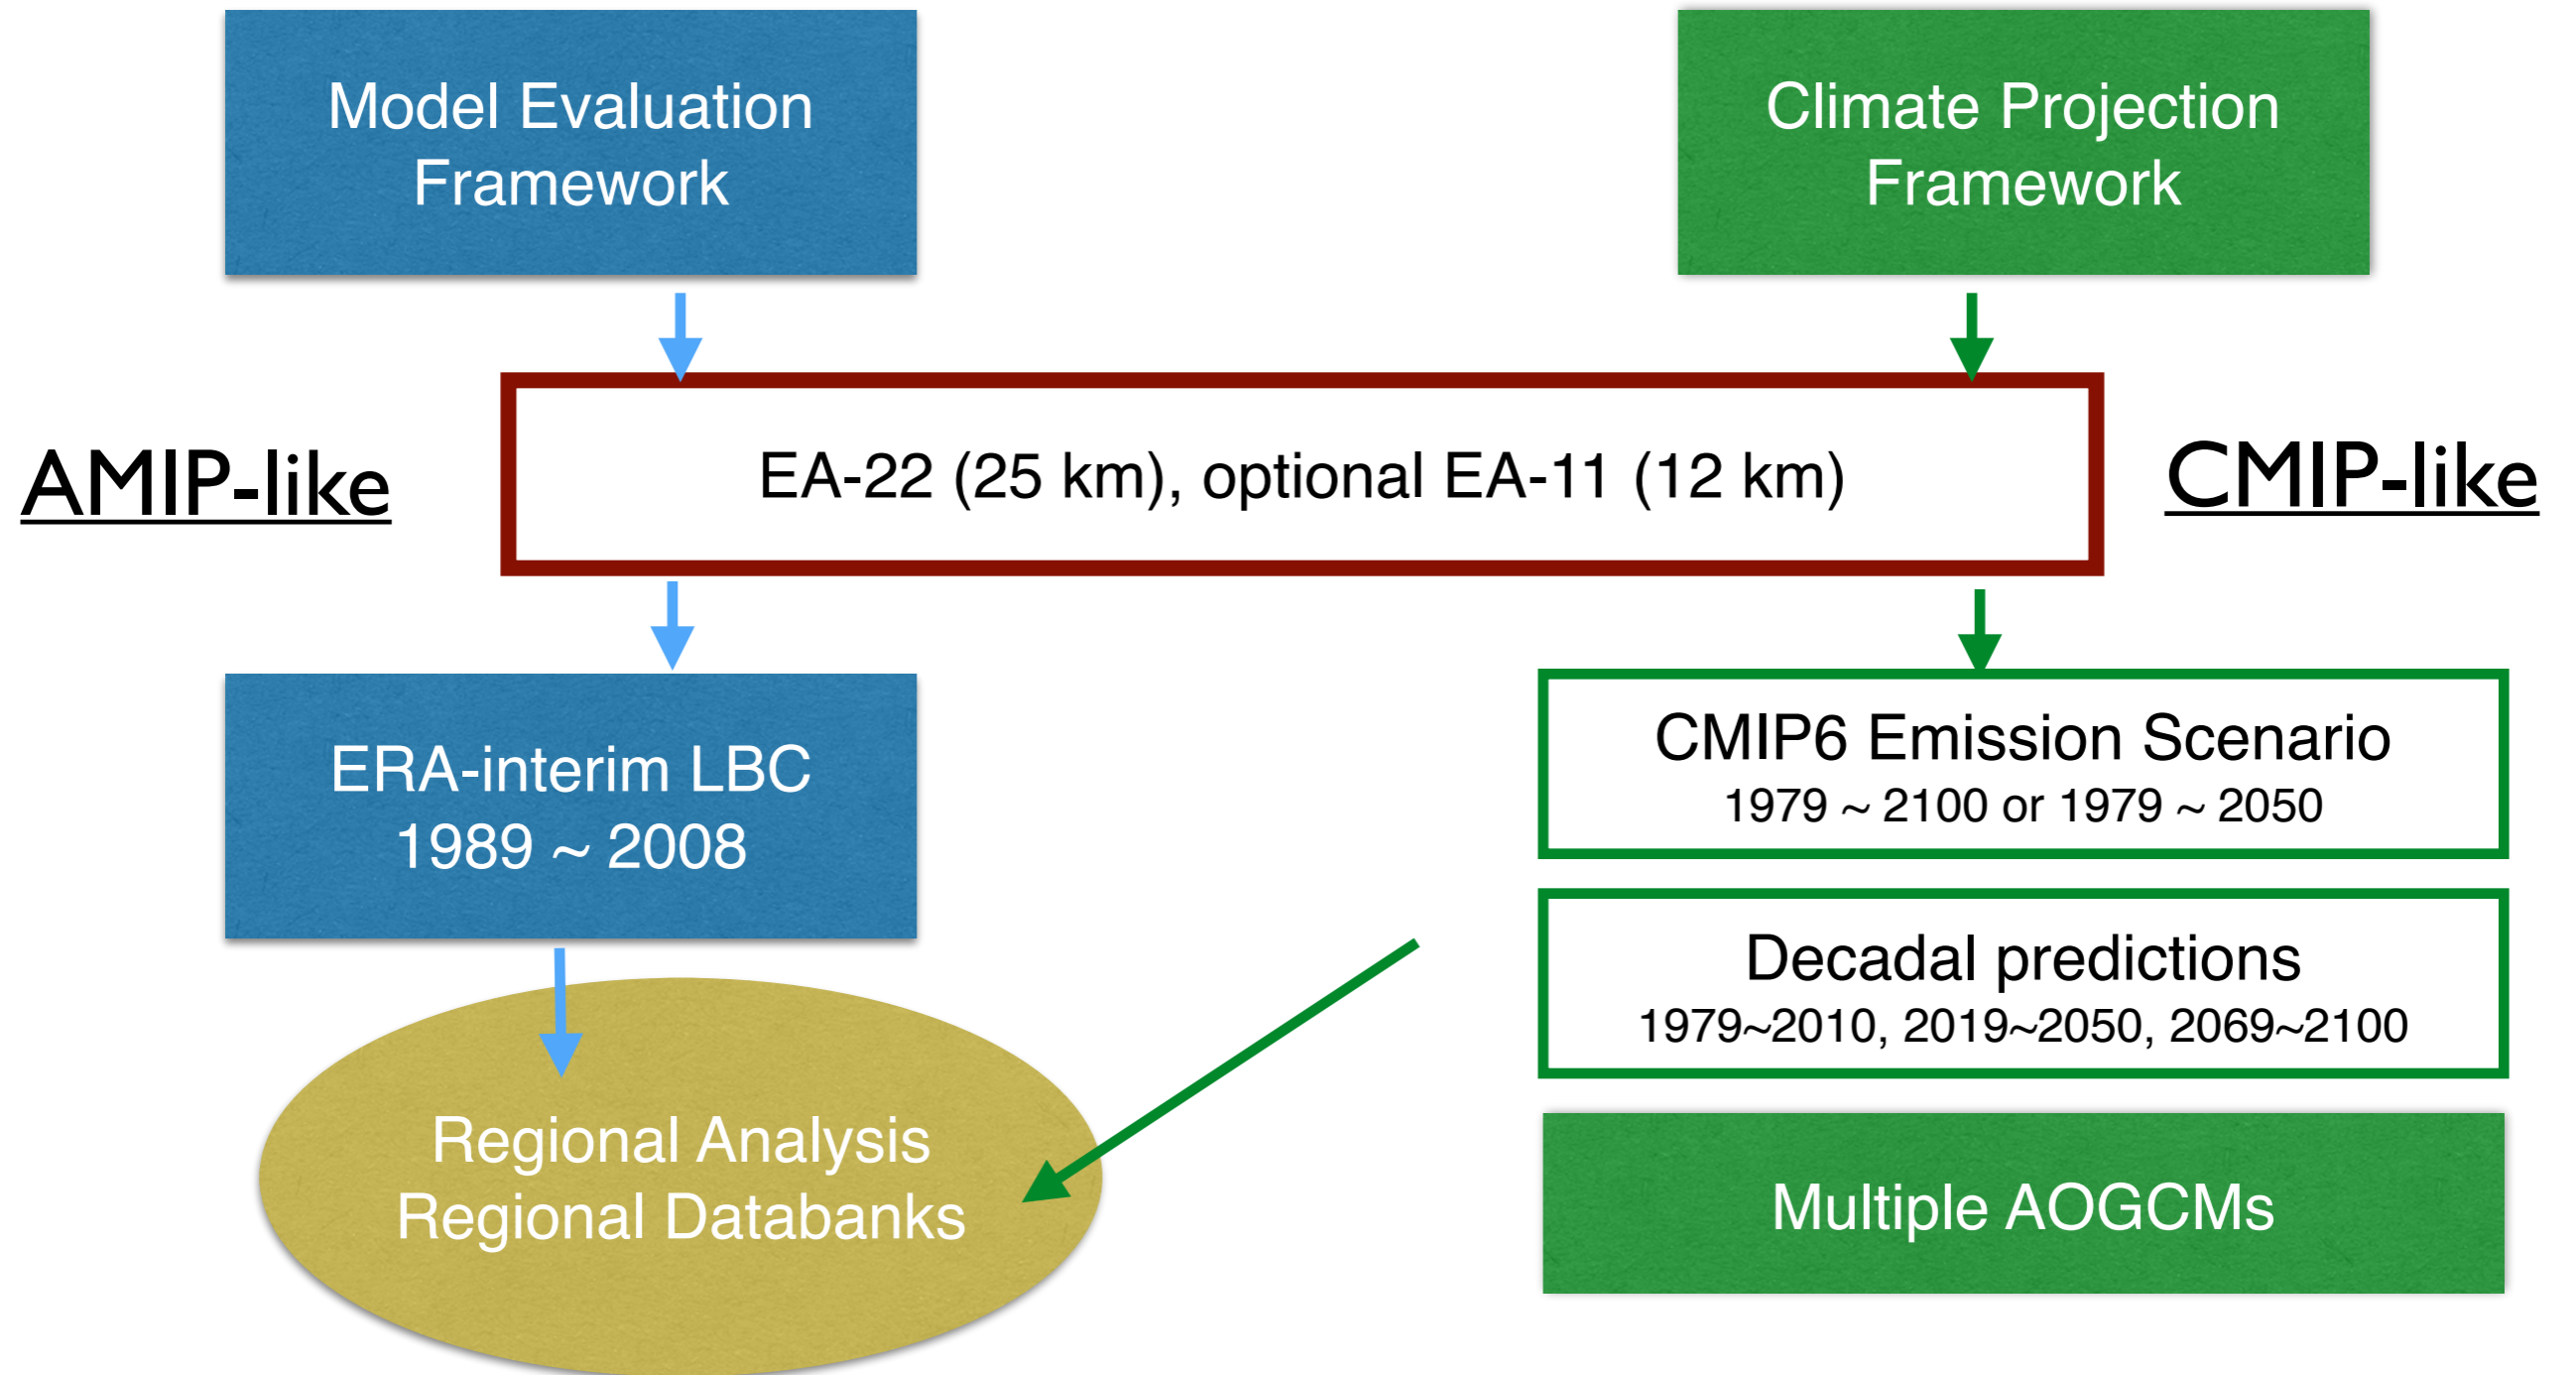 Model Evaluation
Framework
Climate Projection
Framework
AMIP-like
EA-22 (25 km), optional EA-11 (12 km)
CMIP-like
ERA-interim LBC
1989 ~ 2008
CMIP6 Emission Scenario
1979 ~ 2100 or 1979 ~ 2050
Decadal predictions
1979~2010, 2019~2050, 2069~2100
Regional Analysis
Regional Databanks
Multiple AOGCMs